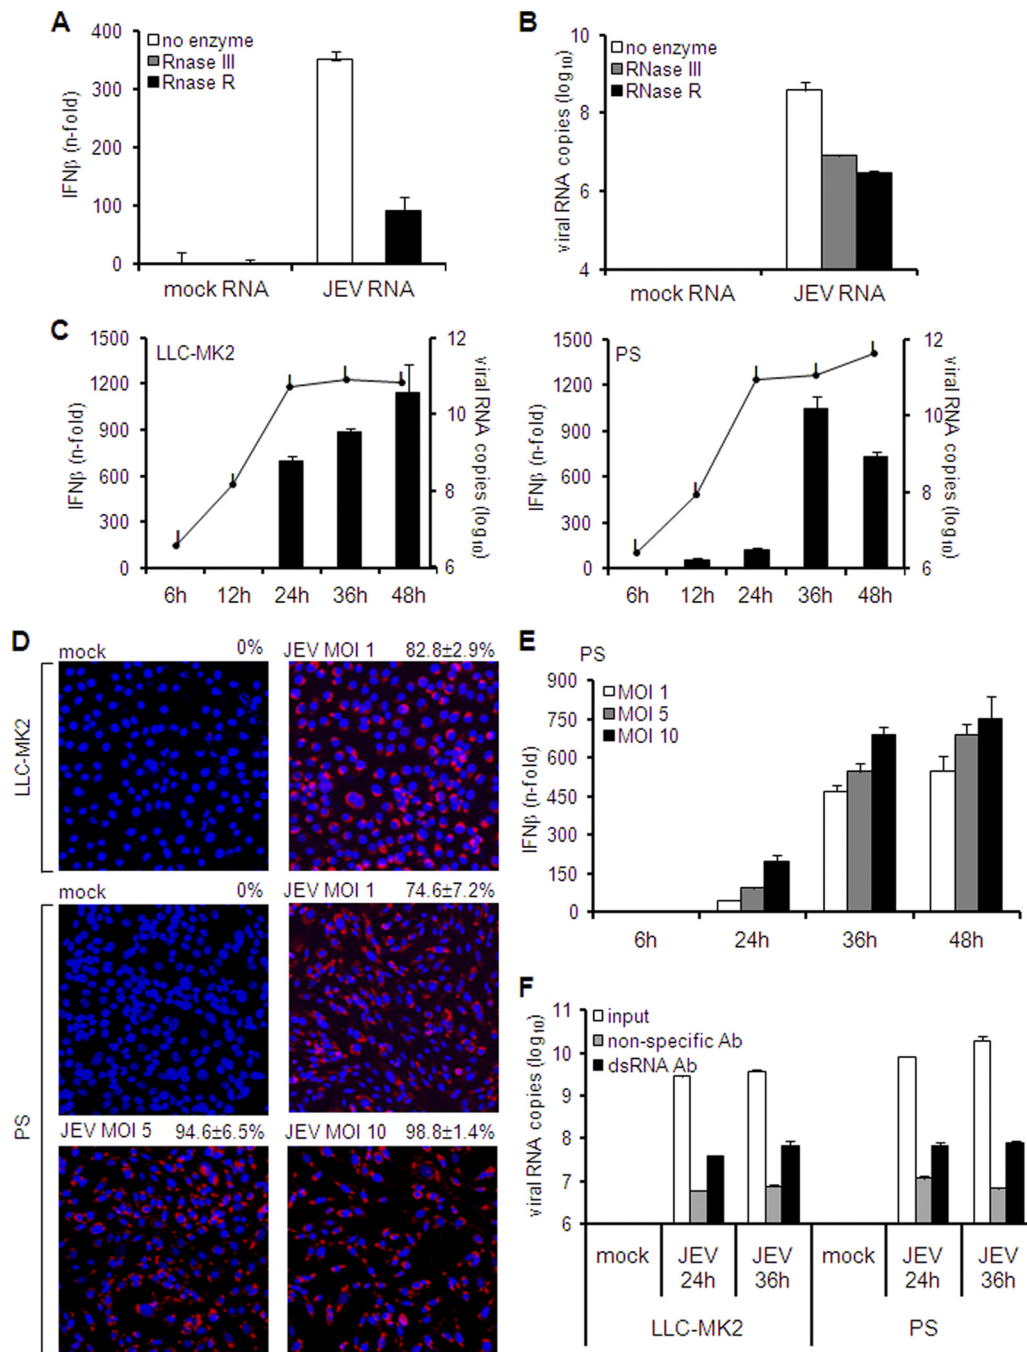 A
IFNβ (n-fold)
400
300
200
100
0
no enzyme
Rnase III
Rnase R
mock RNA
JEV RNA
B
viral RNA copies (log10)
10
8
6
4
no enzyme
RNase III
RNase R
mock RNA
JEV RNA
C
LLC-MK2
IFNβ (n-fold)
1500
1200
900
600
300
0
12
10
8
6
viral RNA copies (log10)
6h 12h 24h 36h 48h
PS
IFNβ (n-fold)
1500
1200
900
600
300
0
12
10
8
6
viral RNA copies (log10)
6h 12h 24h 36h 48h
D
LLC-MK2
mock 0%
JEV MOI 1 82.8±2.9%
PS
mock 0%
JEV MOI 1 74.6±7.2%
JEV MOI 5 94.6±6.5%
JEV MOI 10 98.8±1.4%
E
PS
IFNβ (n-fold)
900
750
600
450
300
150
0
MOI 1
MOI 5
MOI 10
6h 24h 36h 48h
F
viral RNA copies (log10)
11
10
9
8
7
6
input
non-specific Ab
dsRNA Ab
mock JEV 24h JEV 36h mock JEV 24h JEV 36h
LLC-MK2 PS